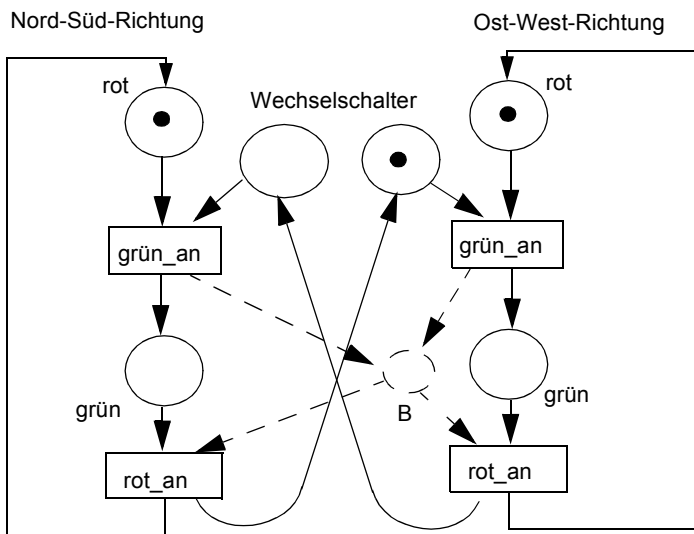 Nord-Süd-Richtung
Ost-West-Richtung
rot
rot
Wechselschalter
grün_an
grün_an
grün
B
grün
rot_an
rot_an